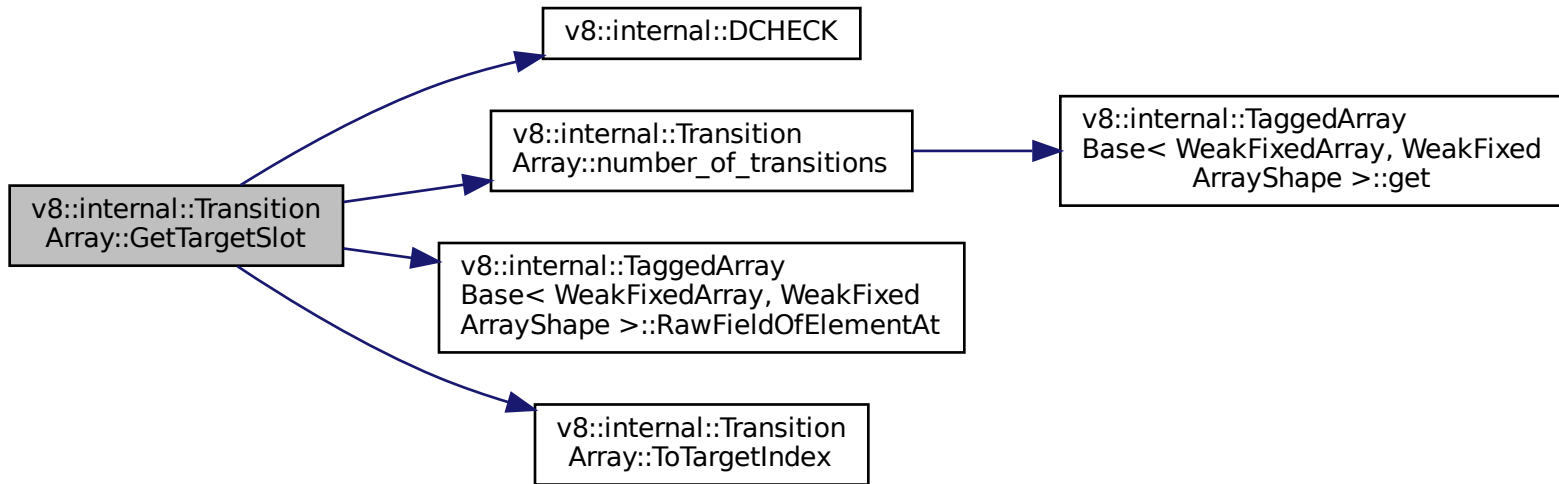 v8::internal::DCHECK
v8::internal::Transition
Array::number_of_transitions
v8::internal::TaggedArray
Base< WeakFixedArray, WeakFixed
ArrayShape >::get
v8::internal::Transition
Array::GetTargetSlot
v8::internal::TaggedArray
Base< WeakFixedArray, WeakFixed
ArrayShape >::RawFieldOfElementAt
v8::internal::Transition
Array::ToTargetIndex